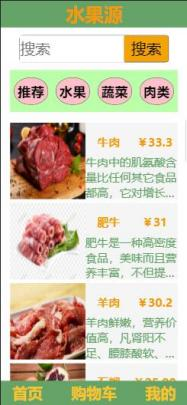 水果源
搜索
搜索
推荐 水果 蔬菜 肉类
牛肉 ￥33.3
牛肉中的肌氨酸含
量比任何其它食品
都高，它对增长...
肥牛 ￥31
肥牛是一种高密度
食品，美味而且营
养丰富，不但提...
羊肉 ￥30.2
羊肉鲜嫩，营养价
值高，凡肾阳不
足、腰膝酸软、...
首页 购物车 我的